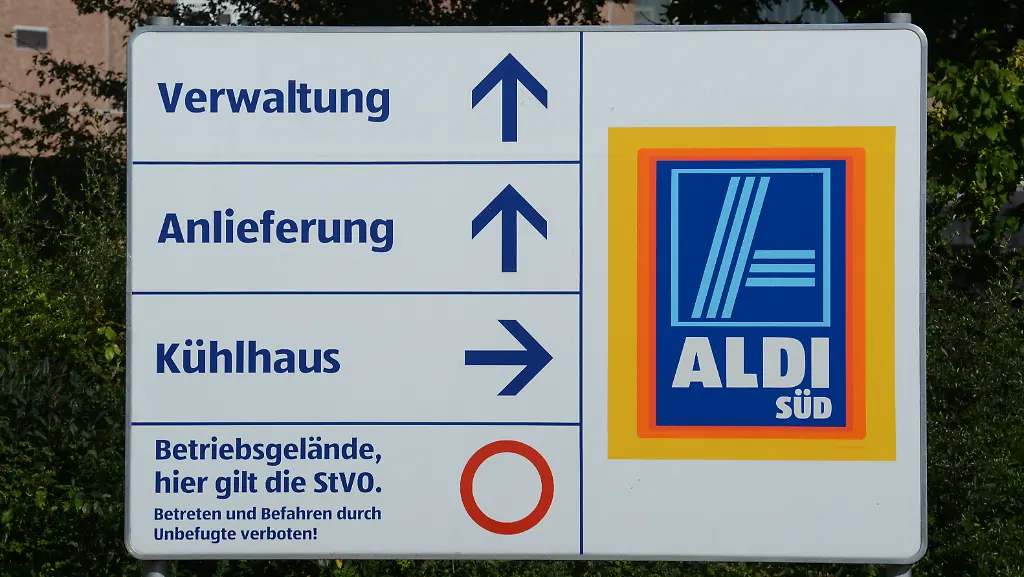 Verwaltung
Anlieferung
Kühlhaus
Betriebsgelände,
hier gilt die StVO.
Betreten und Befahren durch
Unbefugte verboten!
ALDI
SÜD